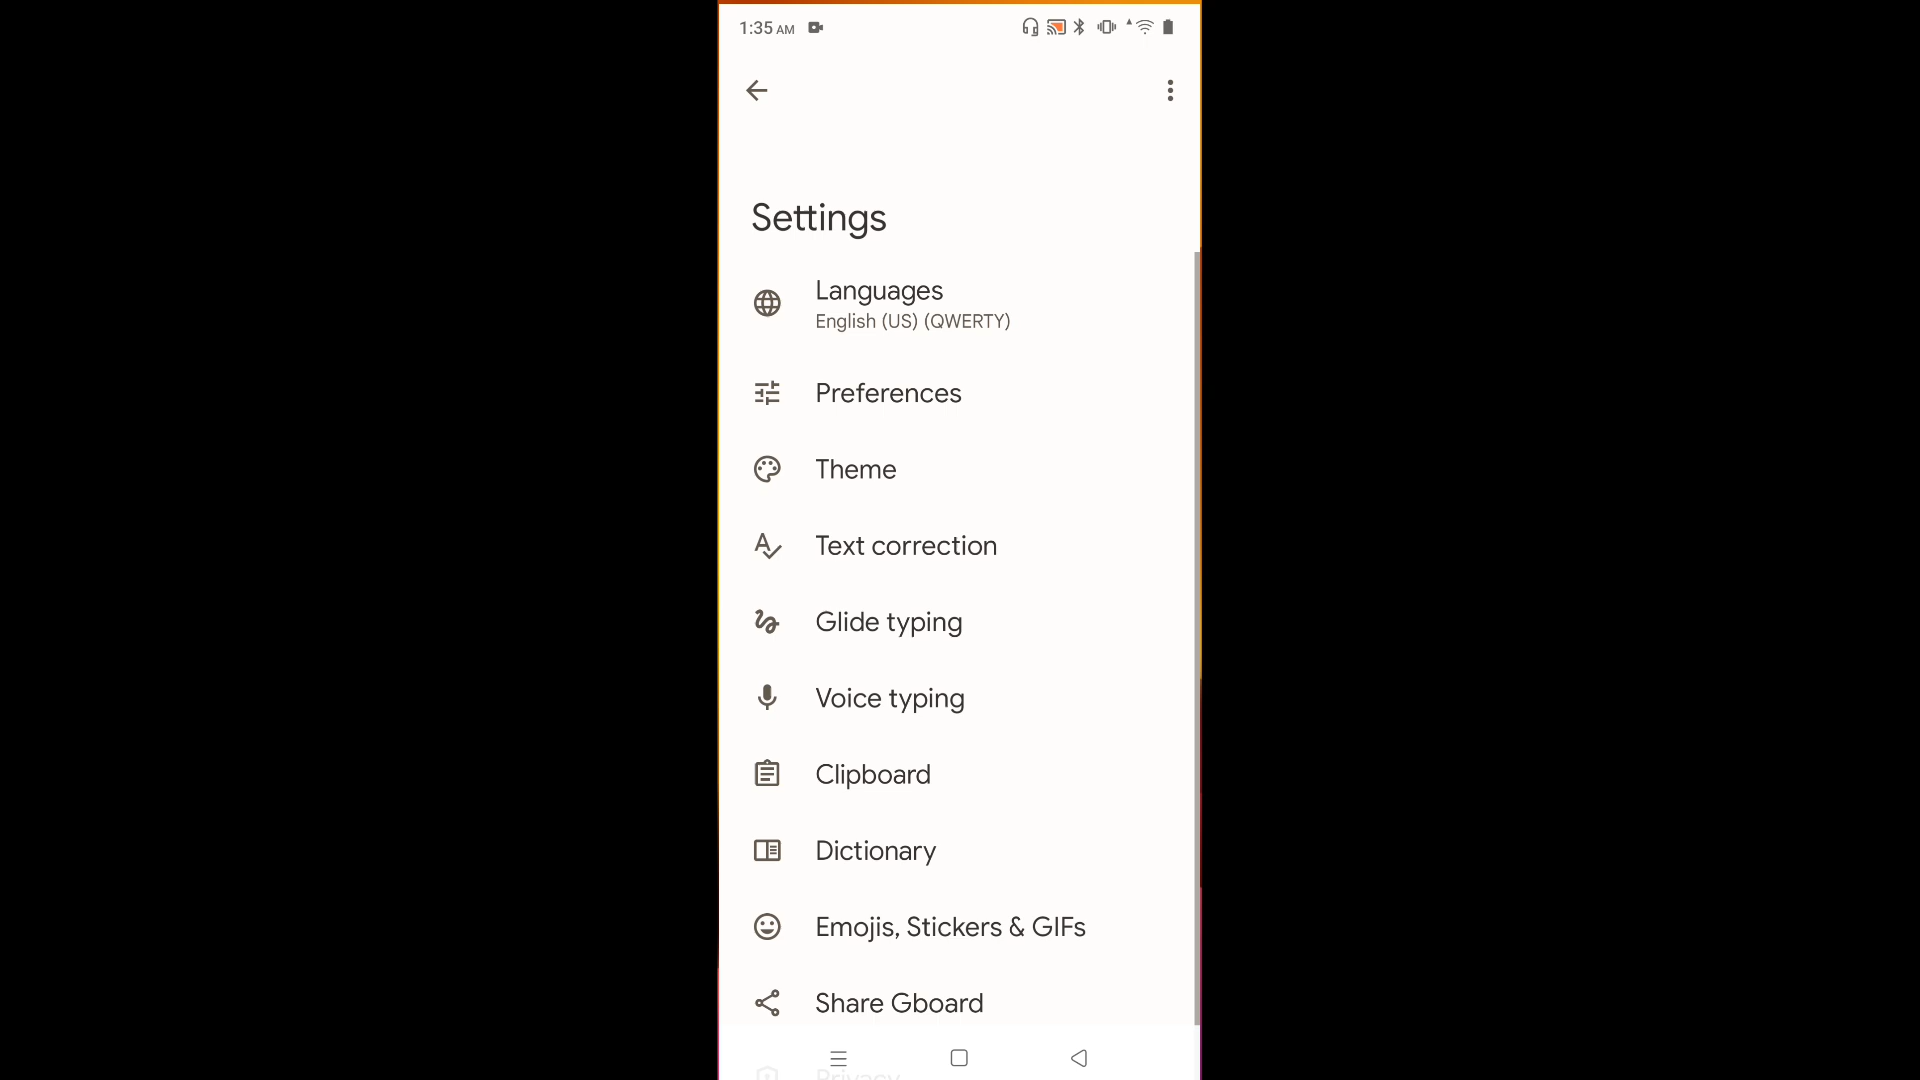 1:35 AM
Settings
Languages
English (US) (QWERTY)
Preferences
Theme
Text correction
Glide typing
Voice typing
Clipboard
Dictionary
Emojis, Stickers & GIFs
Share Gboard
Privacy